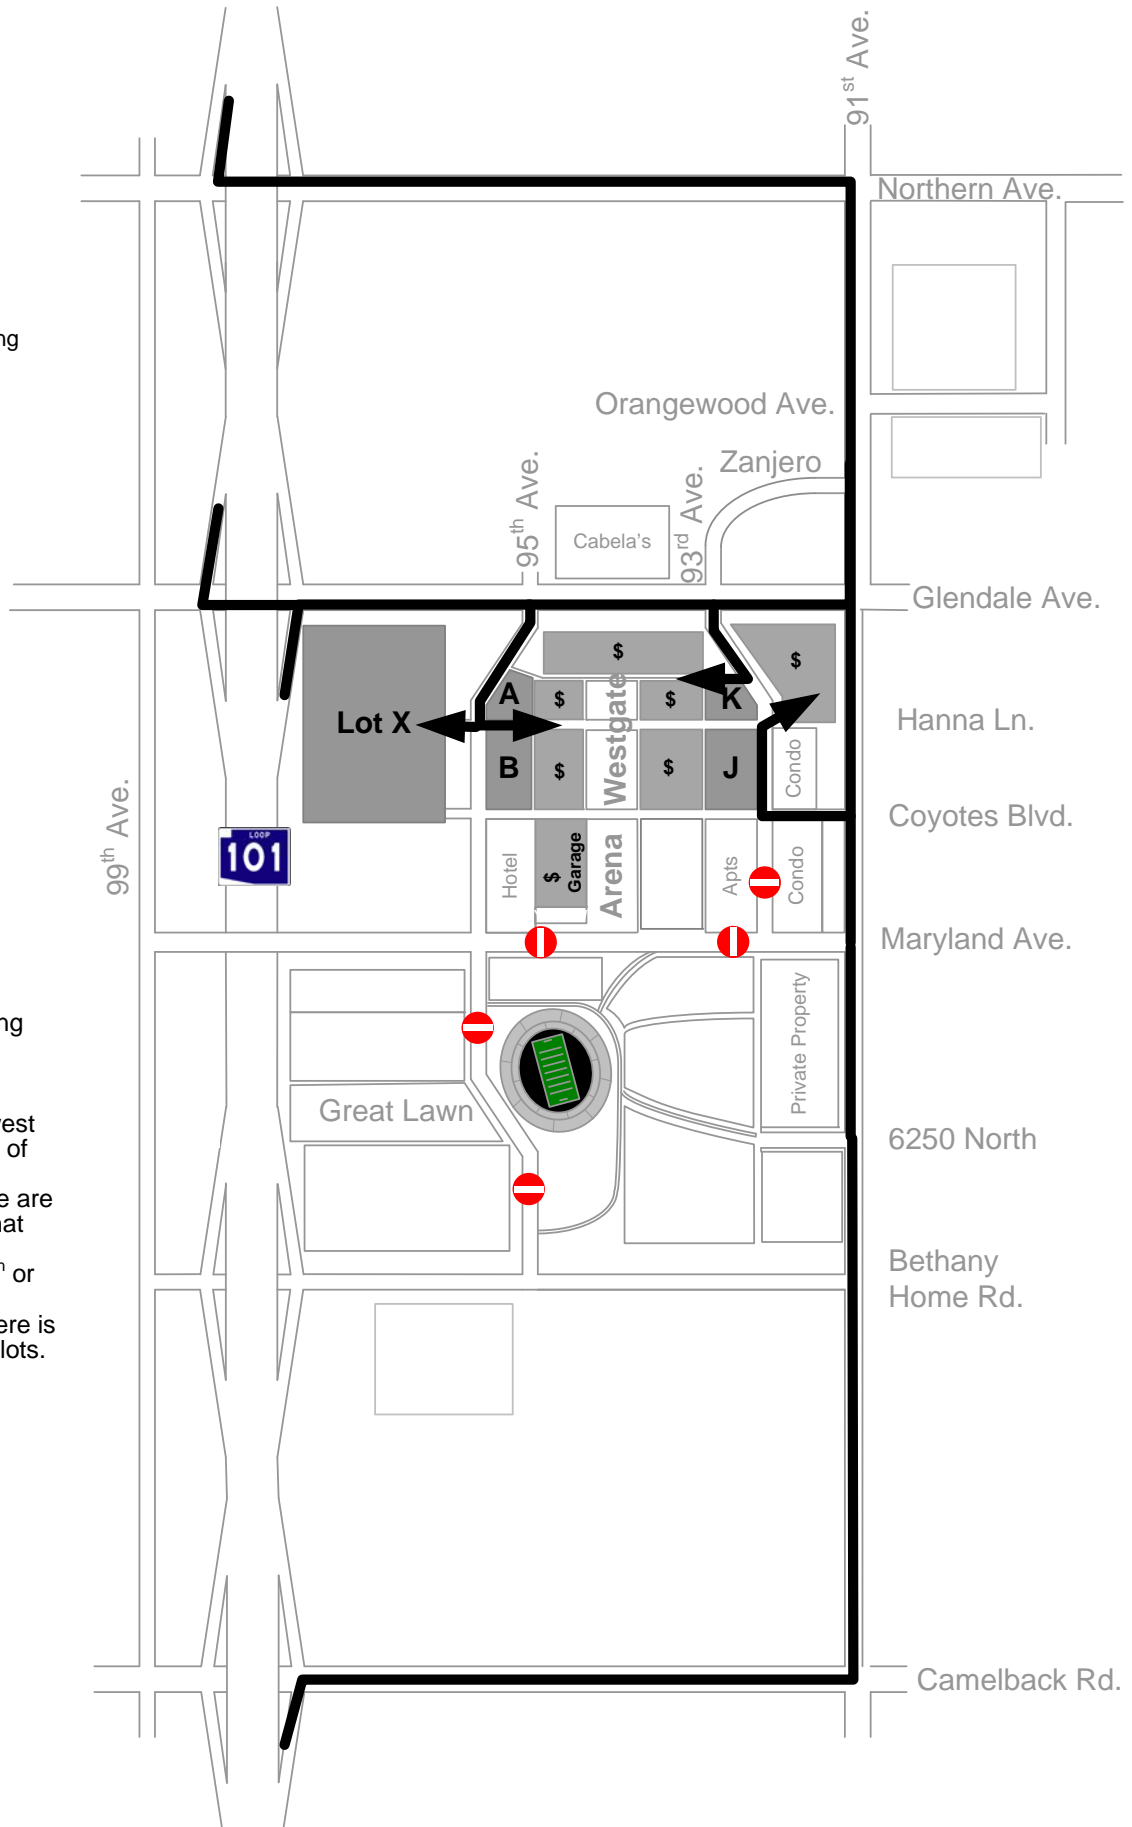 91st Ave.
Northern Ave.
ng
Orangewood Ave.
Zanjero
95th Ave.
Cabela's
93rd Ave.
Glendale Ave.
$
$
A
$
$
K
Lot X
Westgate
Hanna Ln.
B
$
$
J
Condo
99th Ave.
Coyotes Blvd.
LOOP
101
Hotel
$ Garage
Arena
Apts
Condo
Maryland Ave.
Private Property
ng
Great Lawn
vest
of
6250 North
e are
nat
Bethany
Home Rd.
or
ere is
lots.
Camelback Rd.